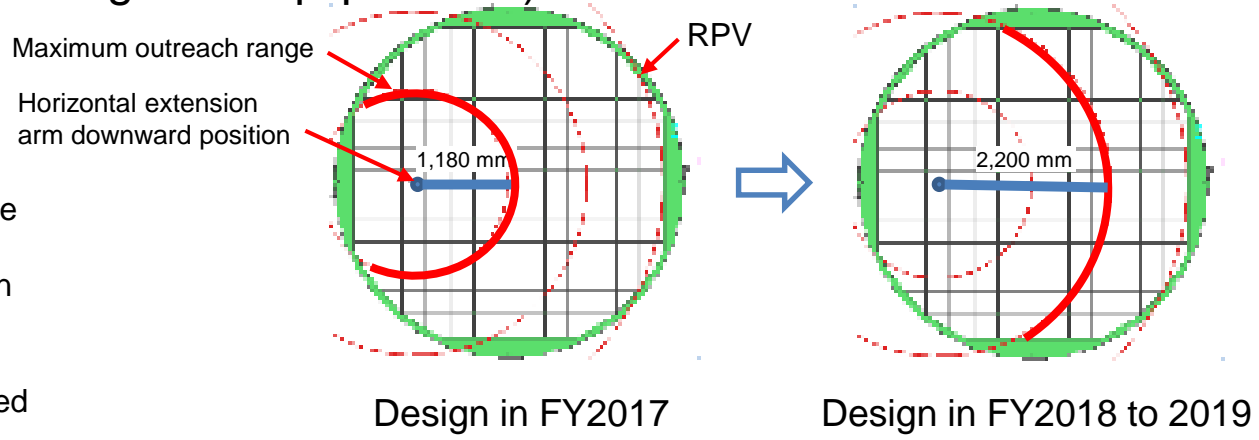 Maximum outreach range
RPV
Horizontal extension
arm downward position
1,180 mm
2,200 mm
Design in FY2017
Design in FY2018 to 2019